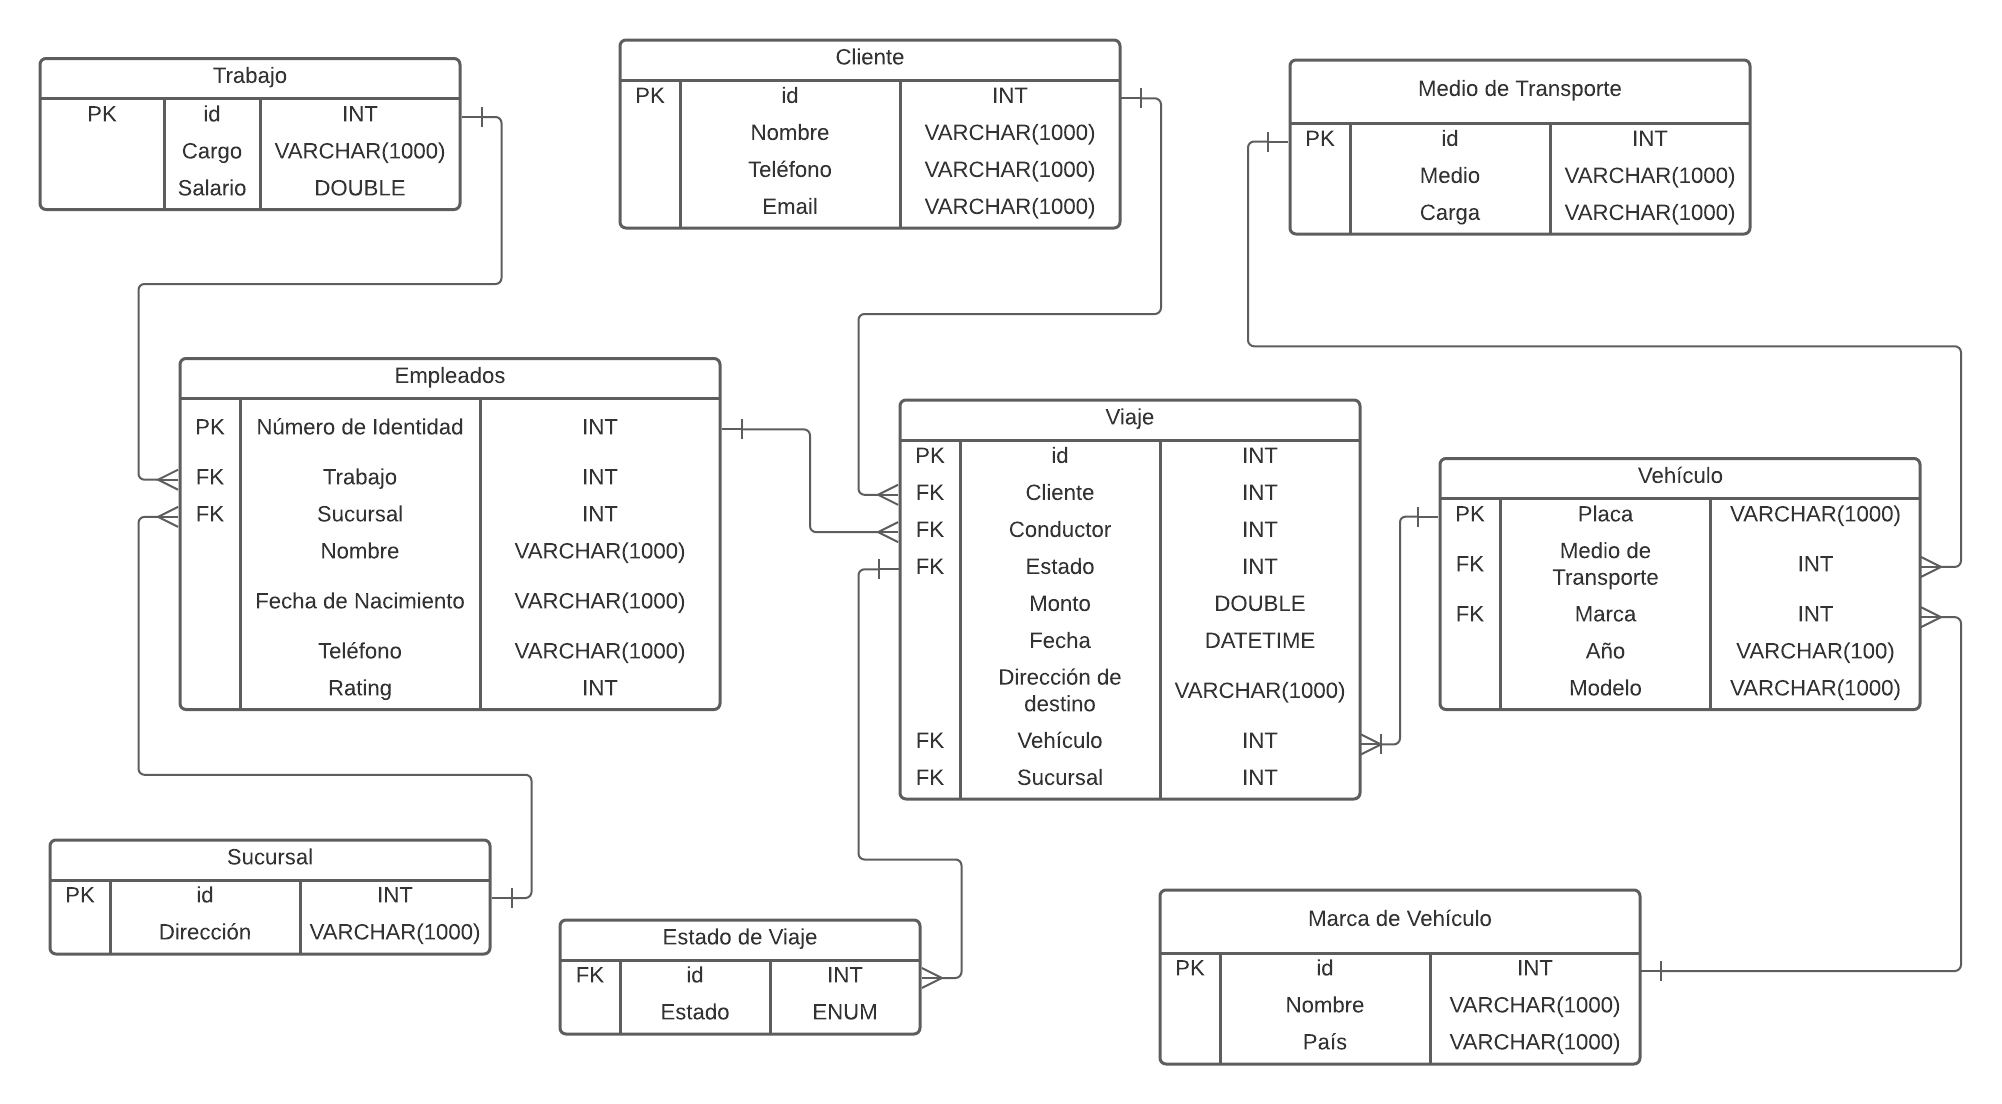 Trabajo
PK id INT
Cargo VARCHAR(1000)
Salario DOUBLE
Cliente
PK id INT
Nombre VARCHAR(1000)
Teléfono VARCHAR(1000)
Email VARCHAR(1000)
Medio de Transporte
PK id INT
Medio VARCHAR(1000)
Carga VARCHAR(1000)
Empleados
PK Número de Identidad INT
FK Trabajo INT
FK Sucursal INT
Nombre VARCHAR(1000)
Fecha de Nacimiento VARCHAR(1000)
Teléfono VARCHAR(1000)
Rating INT
Viaje
PK id INT
FK Cliente INT
FK Conductor INT
FK Estado INT
Monto DOUBLE
Fecha DATETIME
Dirección de
destino VARCHAR(1000)
FK Vehículo INT
FK Sucursal INT
Vehículo
PK Placa VARCHAR(1000)
FK Medio de
Transporte INT
FK Marca INT
Año VARCHAR(100)
Modelo VARCHAR(1000)
Sucursal
PK id INT
Dirección VARCHAR(1000)
Estado de Viaje
FK id INT
Estado ENUM
Marca de Vehículo
PK id INT
Nombre VARCHAR(1000)
País VARCHAR(1000)